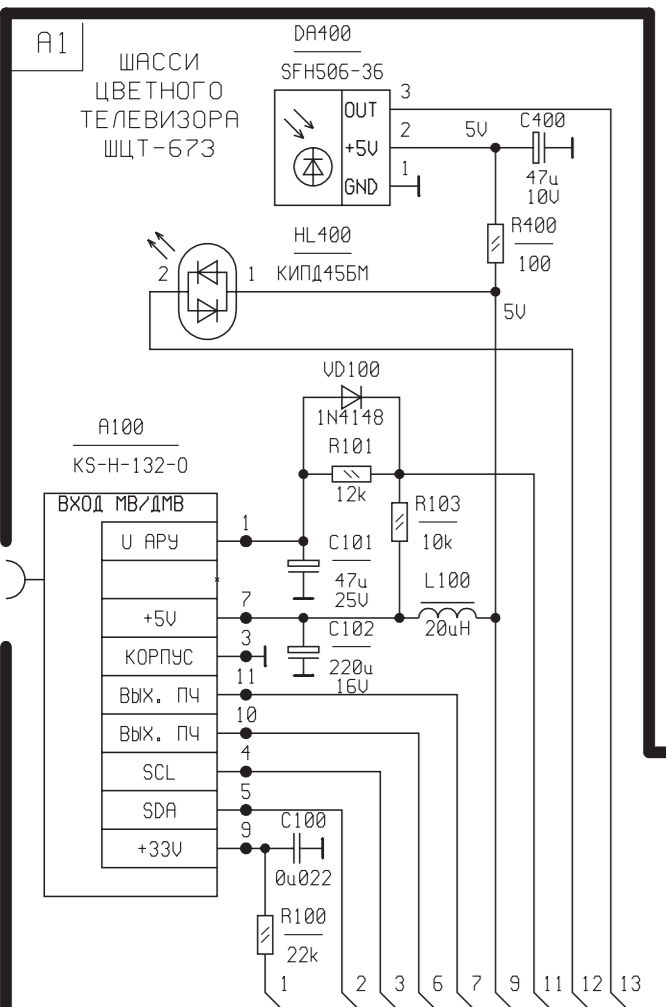 A1
ШАССИ
ЦВЕТНОГО
ТЕЛЕВИЗОРА
ШЦТ-673
DA400
SFH506-36
OUT
3
+5V
2
GND
1
5V
C400
47u
10V
R400
100
HL400
КИПД45БМ
2
1
5V
VD100
1N4148
R101
12k
A100
KS-H-132-O
ВХОД МВ/ДМВ
U АРУ
1
C101
47u
25V
R103
10k
L100
20uH
+5V
7
C102
220u
16V
КОРПУС
3
ВЫХ. ПЧ
11
ВЫХ. ПЧ
10
SCL
4
SDA
5
+33V
9
C100
0u022
R100
22k
1
2
3
6
7
9
11
12
13